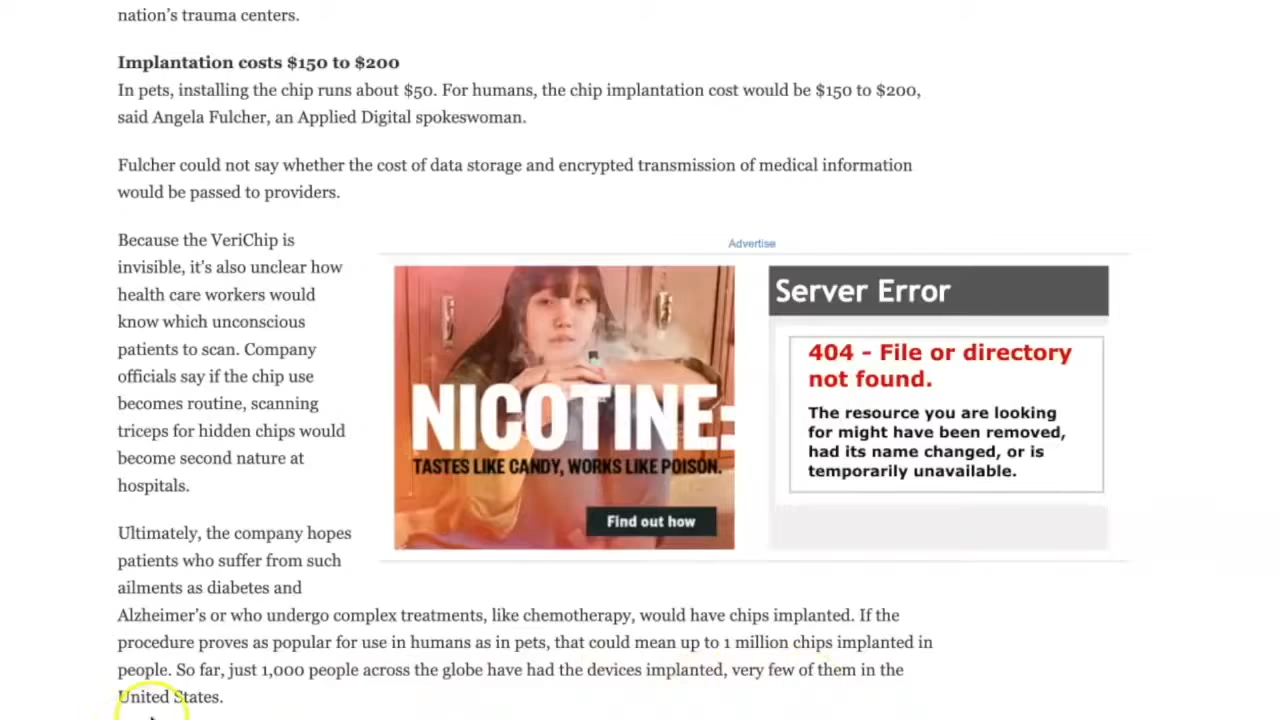 nation’s trauma centers.
Implantation costs $150 to $200
In pets, installing the chip runs about $50. For humans, the chip implantation cost would be $150 to $200,
said Angela Fulcher, an Applied Digital spokeswoman.
Fulcher could not say whether the cost of data storage and encrypted transmission of medical information
would be passed to providers.
Because the VeriChip is
invisible, it’s also unclear how
health care workers would
know which unconscious
patients to scan. Company
officials say if the chip use
becomes routine, scanning
triceps for hidden chips would
become second nature at
hospitals.
Advertise
NICOTINE:
TASTES LIKE CANDY, WORKS LIKE POISON.
Find out how
Server Error
404 - File or directory
not found.
The resource you are looking
for might have been removed,
had its name changed, or is
temporarily unavailable.
Ultimately, the company hopes
patients who suffer from such
ailments as diabetes and
Alzheimer’s or who undergo complex treatments, like chemotherapy, would have chips implanted. If the
procedure proves as popular for use in humans as in pets, that could mean up to 1 million chips implanted in
people. So far, just 1,000 people across the globe have had the devices implanted, very few of them in the
United States.